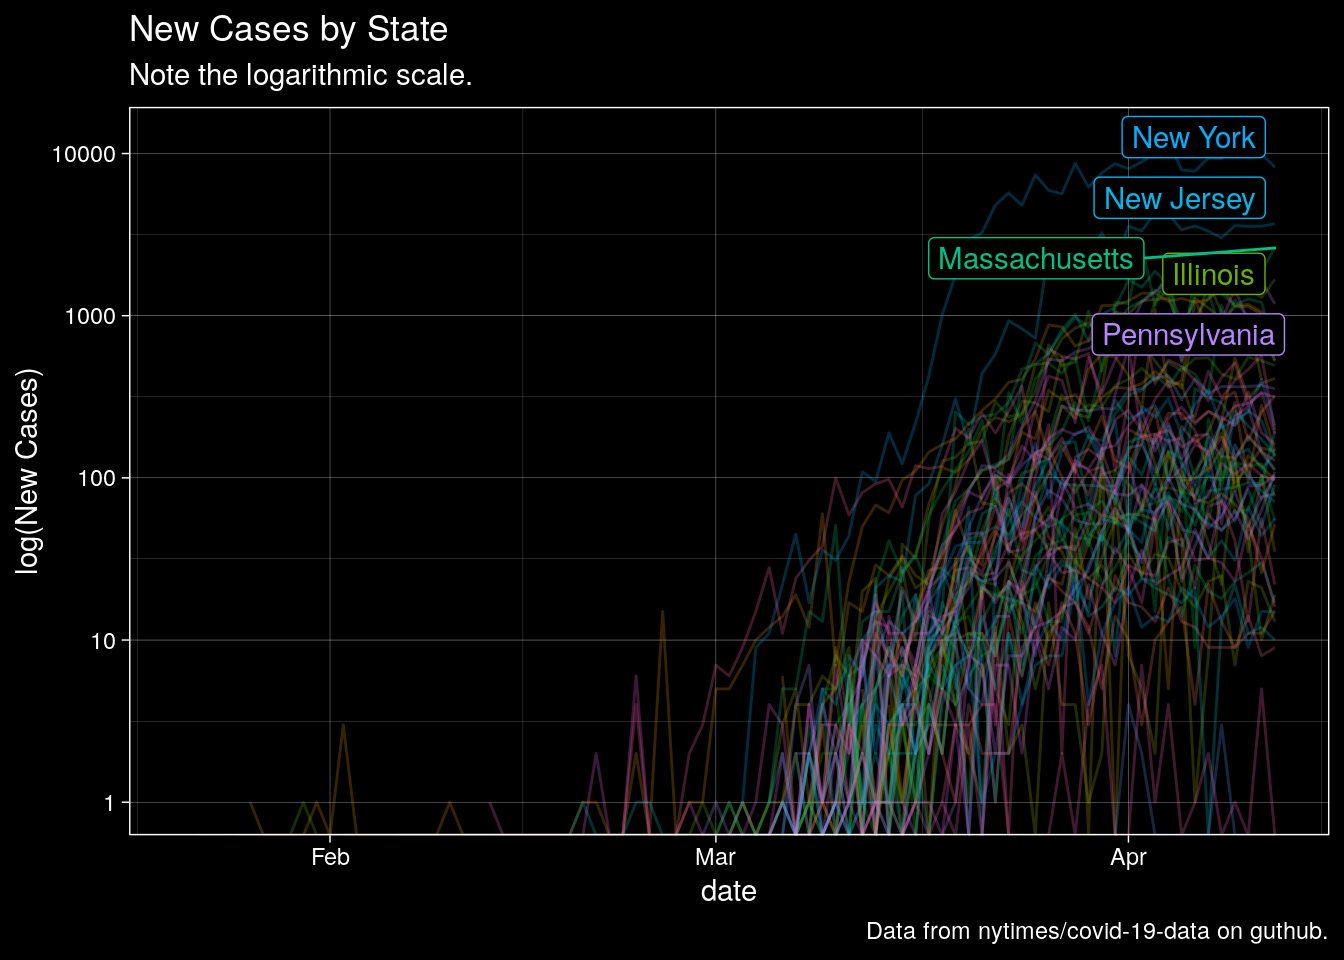 New Cases by State
Note the logarithmic scale.
10000
1000
100
10
1
log(New Cases)
New York
New Jersey
Massachusetts
Illinois
Pennsylvania
Feb
Mar
Apr
date
Data from nytimes/covid-19-data on guthub.